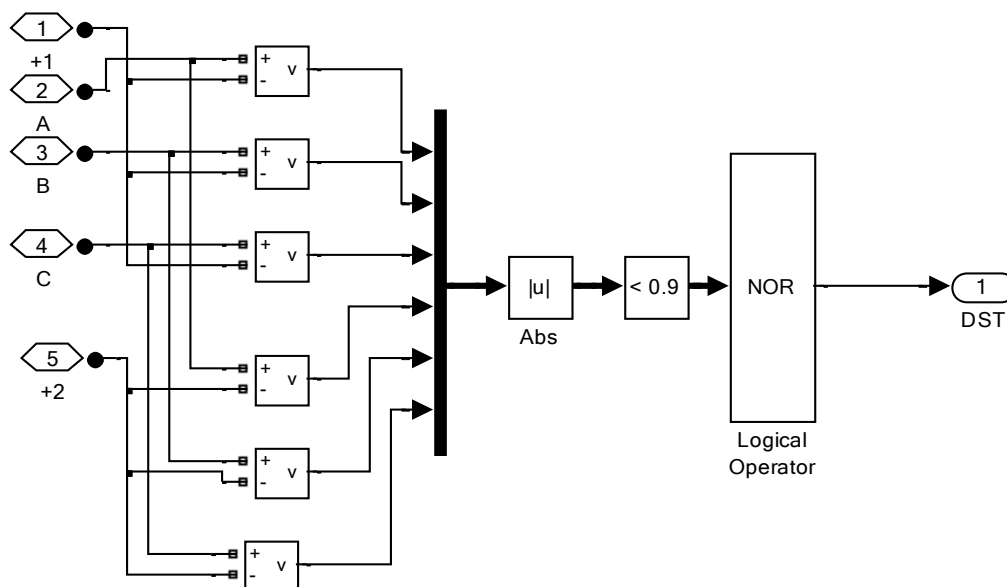 1
+1
2
A
3
B
4
C
5
+2
+
-
v
+
-
v
+
-
v
+
-
v
+
-
v
+
-
v
|u|
Abs
< 0.9
NOR
Logical
Operator
1
DST